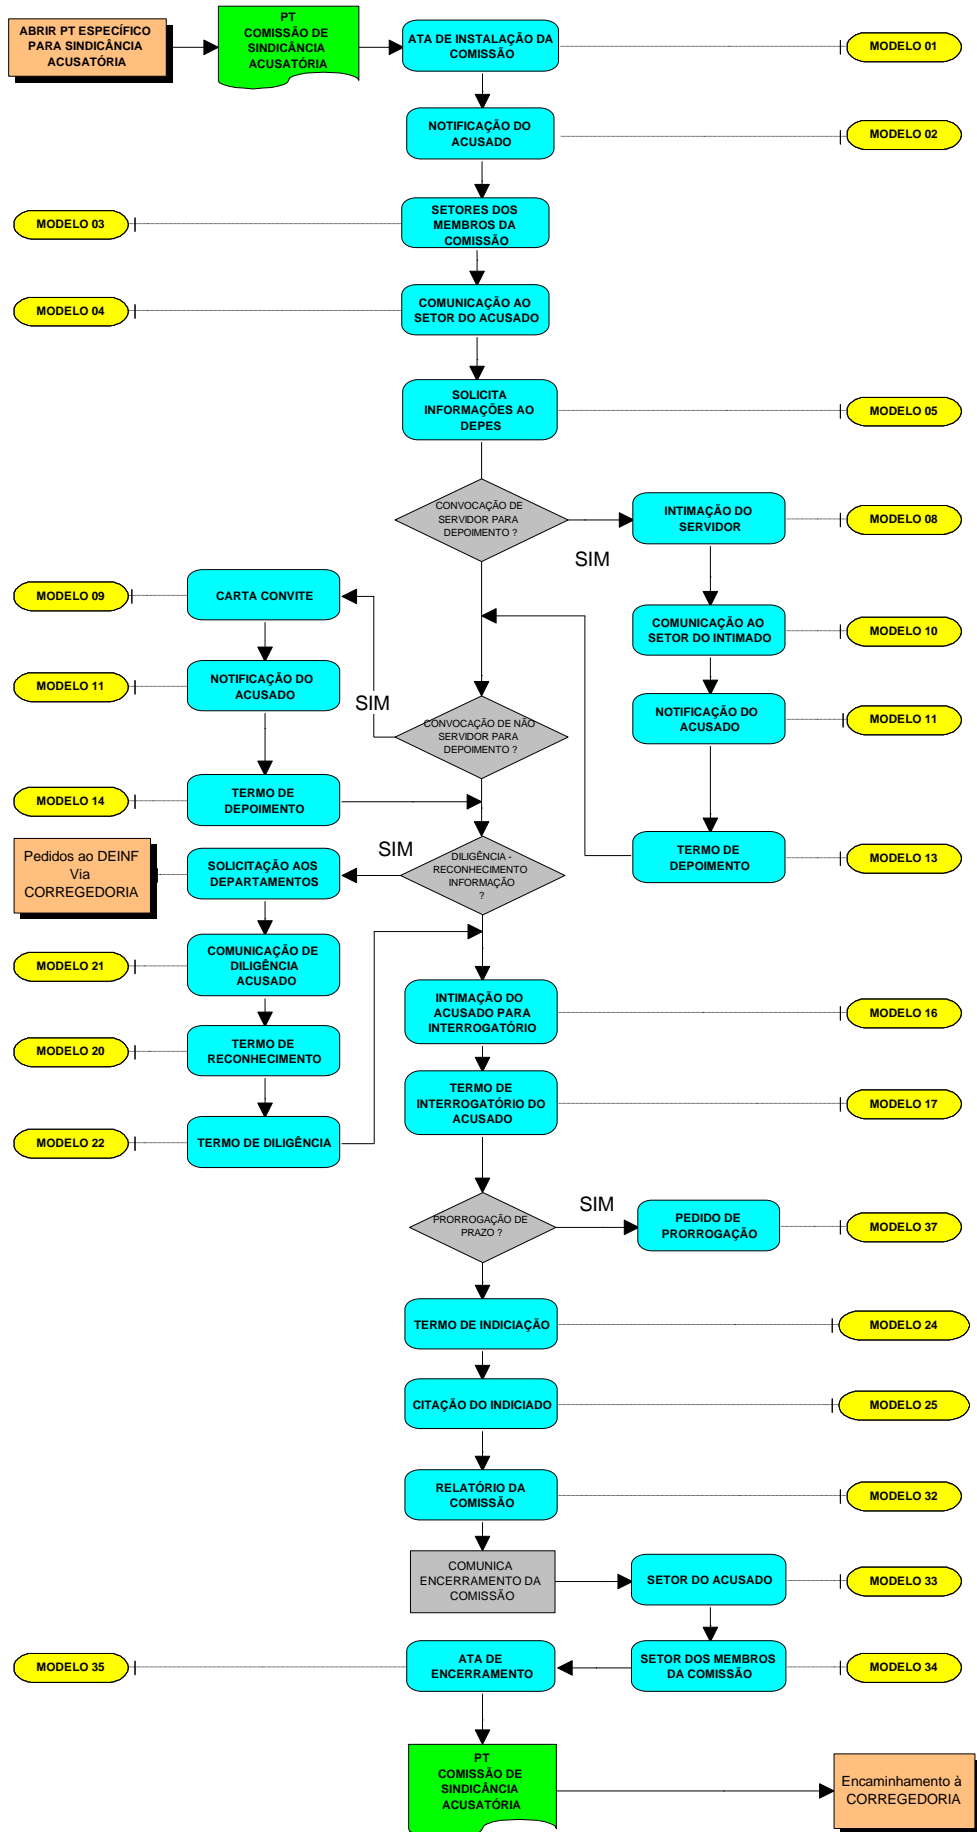 ABRIR PT ESPECÍFICO
PARA SINDICÂNCIA
ACUSATÓRIA
PT
COMISSÃO DE
SINDICÂNCIA
ACUSATÓRIA
ATA DE INSTALAÇÃO DA
COMISSÃO
MODELO 01
NOTIFICAÇÃO DO
ACUSADO
MODELO 02
MODELO 03
SETORES DOS
MEMBROS DA
COMISSÃO
MODELO 04
COMUNICAÇÃO AO
SETOR DO ACUSADO
SOLICITA
INFORMAÇÕES AO
DEPES
MODELO 05
CONVOCAÇÃO DE
SERVIDOR PARA
DEPOIMENTO ?
SIM
INTIMAÇÃO DO
SERVIDOR
MODELO 08
MODELO 09
CARTA CONVITE
COMUNICAÇÃO AO
SETOR DO INTIMADO
MODELO 10
MODELO 11
NOTIFICAÇÃO DO
ACUSADO
SIM
CONVOCAÇÃO DE NÃO
SERVIDOR PARA
DEPOIMENTO ?
NOTIFICAÇÃO DO
ACUSADO
MODELO 11
MODELO 14
TERMO DE
DEPOIMENTO
Pedidos ao DEINF
Via
CORREGEDORIA
SOLICITAÇÃO AOS
DEPARTAMENTOS
SIM
DILIGÊNCIA -
RECONHECIMENTO
INFORMAÇÃO
?
TERMO DE
DEPOIMENTO
MODELO 13
MODELO 21
COMUNICAÇÃO DE
DILIGÊNCIA
ACUSADO
INTIMAÇÃO DO
ACUSADO PARA
INTERROGATÓRIO
MODELO 16
MODELO 20
TERMO DE
RECONHECIMENTO
TERMO DE
INTERROGATÓRIO DO
ACUSADO
MODELO 17
MODELO 22
TERMO DE DILIGÊNCIA
PRORROGAÇÃO DE
PRAZO ?
SIM
PEDIDO DE
PRORROGAÇÃO
MODELO 37
TERMO DE INDICIAÇÃO
MODELO 24
CITAÇÃO DO INDICIADO
MODELO 25
RELATÓRIO DA
COMISSÃO
MODELO 32
COMUNICA
ENCERRAMENTO DA
COMISSÃO
SETOR DO ACUSADO
MODELO 33
MODELO 35
ATA DE
ENCERRAMENTO
SETOR DOS MEMBROS
DA COMISSÃO
MODELO 34
PT
COMISSÃO DE
SINDICÂNCIA
ACUSATÓRIA
Encaminhamento à
CORREGEDORIA